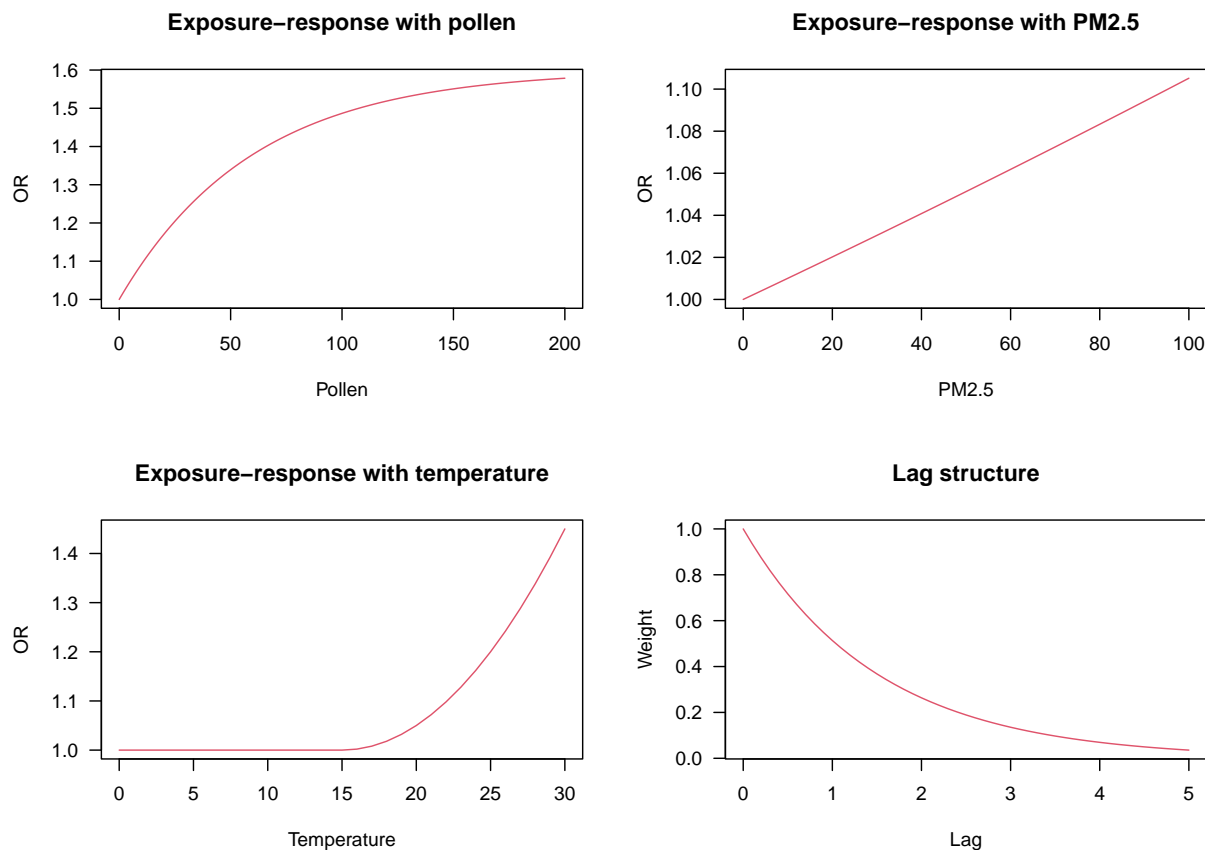 Exposure−response with pollen
OR
1.6
1.5
1.4
1.3
1.2
1.1
1.0
0 50 100 150 200
Pollen
Exposure−response with PM2.5
OR
1.10
1.08
1.06
1.04
1.02
1.00
0 20 40 60 80 100
PM2.5
Exposure−response with temperature
OR
1.4
1.3
1.2
1.1
1.0
0 5 10 15 20 25 30
Temperature
Lag structure
Weight
1.0
0.8
0.6
0.4
0.2
0.0
0 1 2 3 4 5
Lag